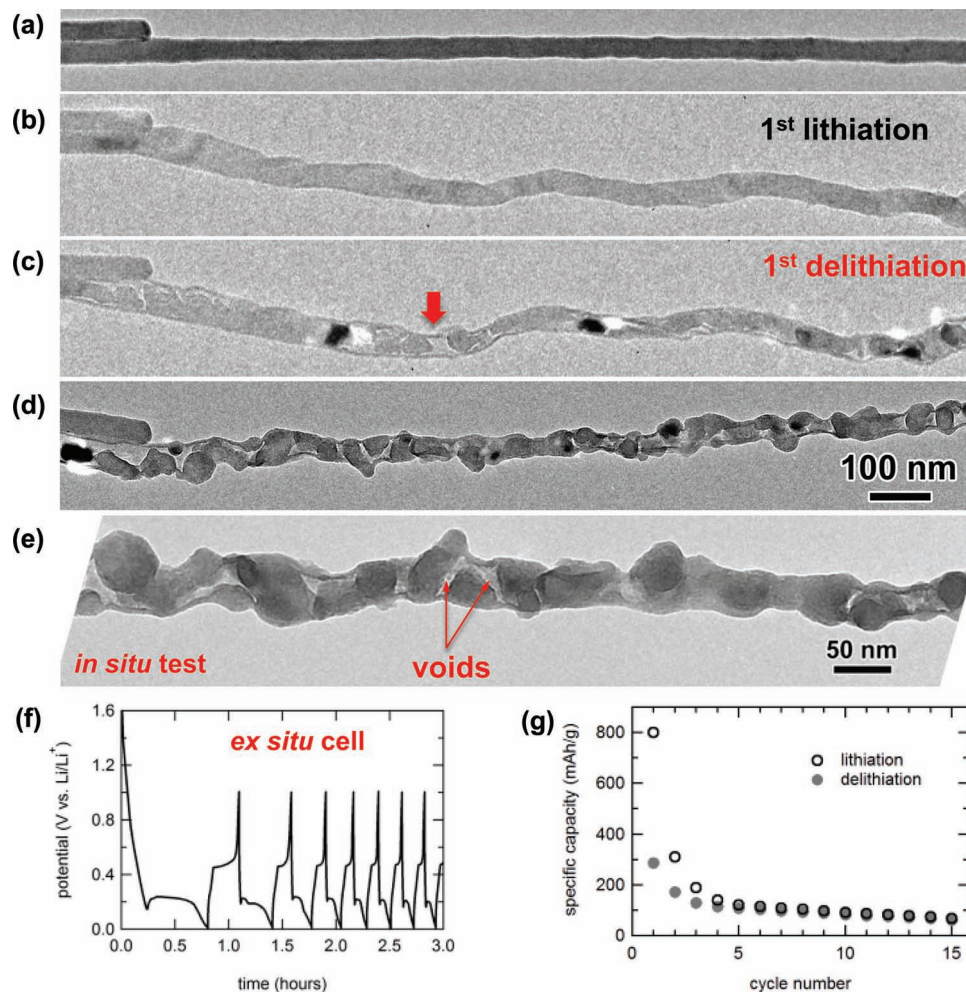 (a)
(b)
1st lithiation
(c)
1st delithiation
(d)
100 nm
(e)
in situ test
voids
50 nm
(f)
ex situ cell
1.6
1.2
0.8
0.4
0.0
potential (V vs. Li/Li+)
0.0 0.5 1.0 1.5 2.0 2.5 3.0
time (hours)
(g)
lithiation
delithiation
800
600
400
200
0
specific capacity (mAh/g)
5 10 15
cycle number